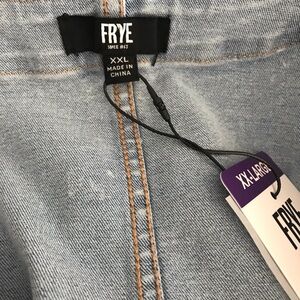 FRYE
SINCE 1863
XXL
MADE IN
CHINA
XX-LARGE
FRYE